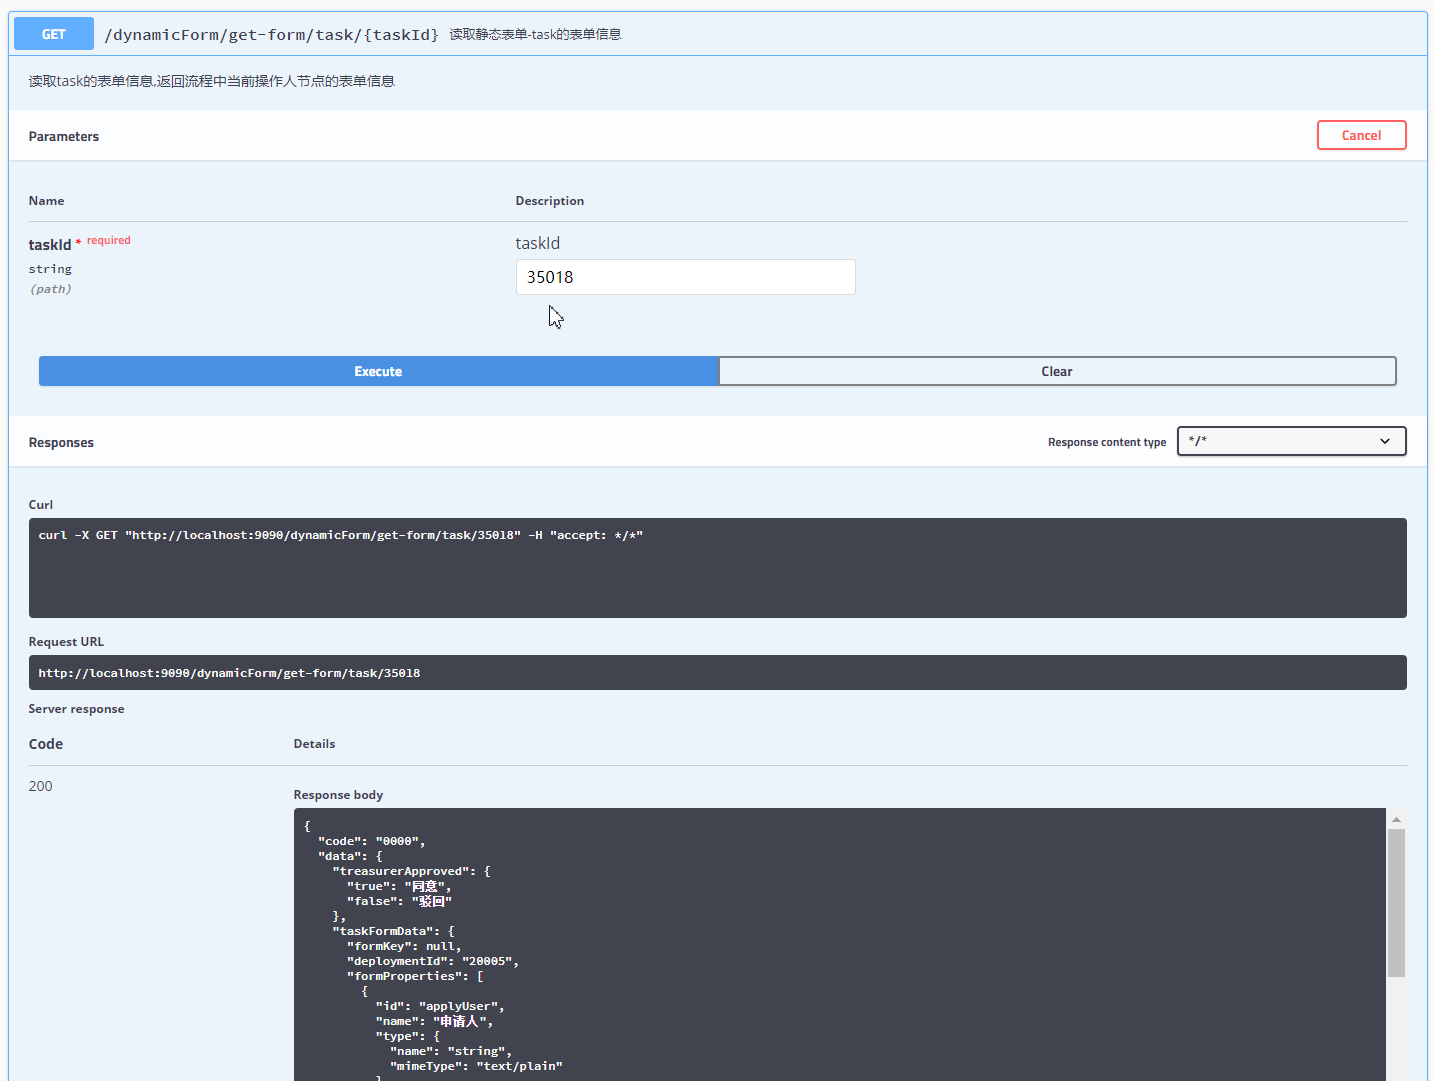 GET /dynamicForm/get-form/task/{taskId} 读取静态表单-task的表单信息
读取task的表单信息,返回流程中当前操作人节点的表单信息
Parameters
Cancel
Name Description
taskId * required
taskId
string
35018
(path)
Execute Clear
Responses
Response content type */*
Curl
curl -X GET "http://localhost:9090/dynamicForm/get-form/task/35018" -H "accept: */*"
Request URL
http://localhost:9090/dynamicForm/get-form/task/35018
Server response
Code Details
200
Response body
{
"code": "0000",
"data": {
"treasurerApproved": {
"true": "同意",
"false": "驳回"
},
"taskFormData": {
"formKey": null,
"deploymentId": "20005",
"formProperties": [
{
"id": "applyUser",
"name": "申请人",
"type": {
"name": "string",
"mimeType": "text/plain"